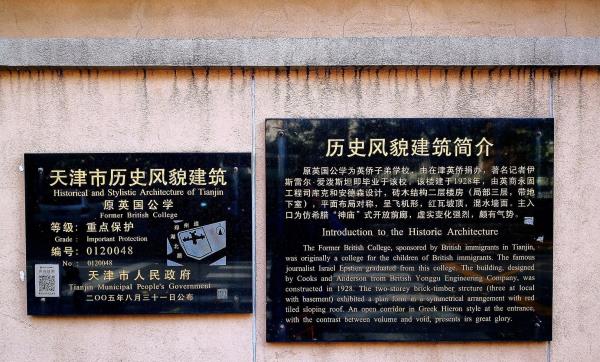 天津市历史风貌建筑
Historical and Stylistic Architecture of Tianjin
原英国公学
Former British College
等级：重点保护
Grade : Important Protection
编号：0120048
No : 0120048
天津市人民政府
Tianjin Municipal People's Government
二〇〇五年八月三十一日公布
郑州道
湖北路
历史风貌建筑简介
原英国公学为英侨子弟学校，由在津英侨捐办，著名记者伊
斯雷尔·爱泼斯坦即毕业于该校。该楼建于1928年，由英商永固
工程司库克和安德森设计，砖木结构二层楼房（局部三层，带地
下室），平面布局对称，呈飞机形，红瓦坡顶，混水墙面，主入
口为仿希腊“神庙”式开放前廊，虚实变化强烈，颇有气势。
Introduction to the Historic Architecture
The Former British College, sponsored by British immigrants in Tianjin,
was originally a college for the children of British immigrants. The famous
journalist Israel Epstion graduated from this college. The building, designed
by Cooks and Anderson from British Yonggu Engineering Company, was
constructed in 1928. The two-storey brick-timber strcture (three at local
with basement) exhibited a plan form in a symmetrical arrangement with red
tiled sloping roof. An open corridor in Greek Hieron style at the entrance,
with the contrast between volume and void, presents irs great glory.